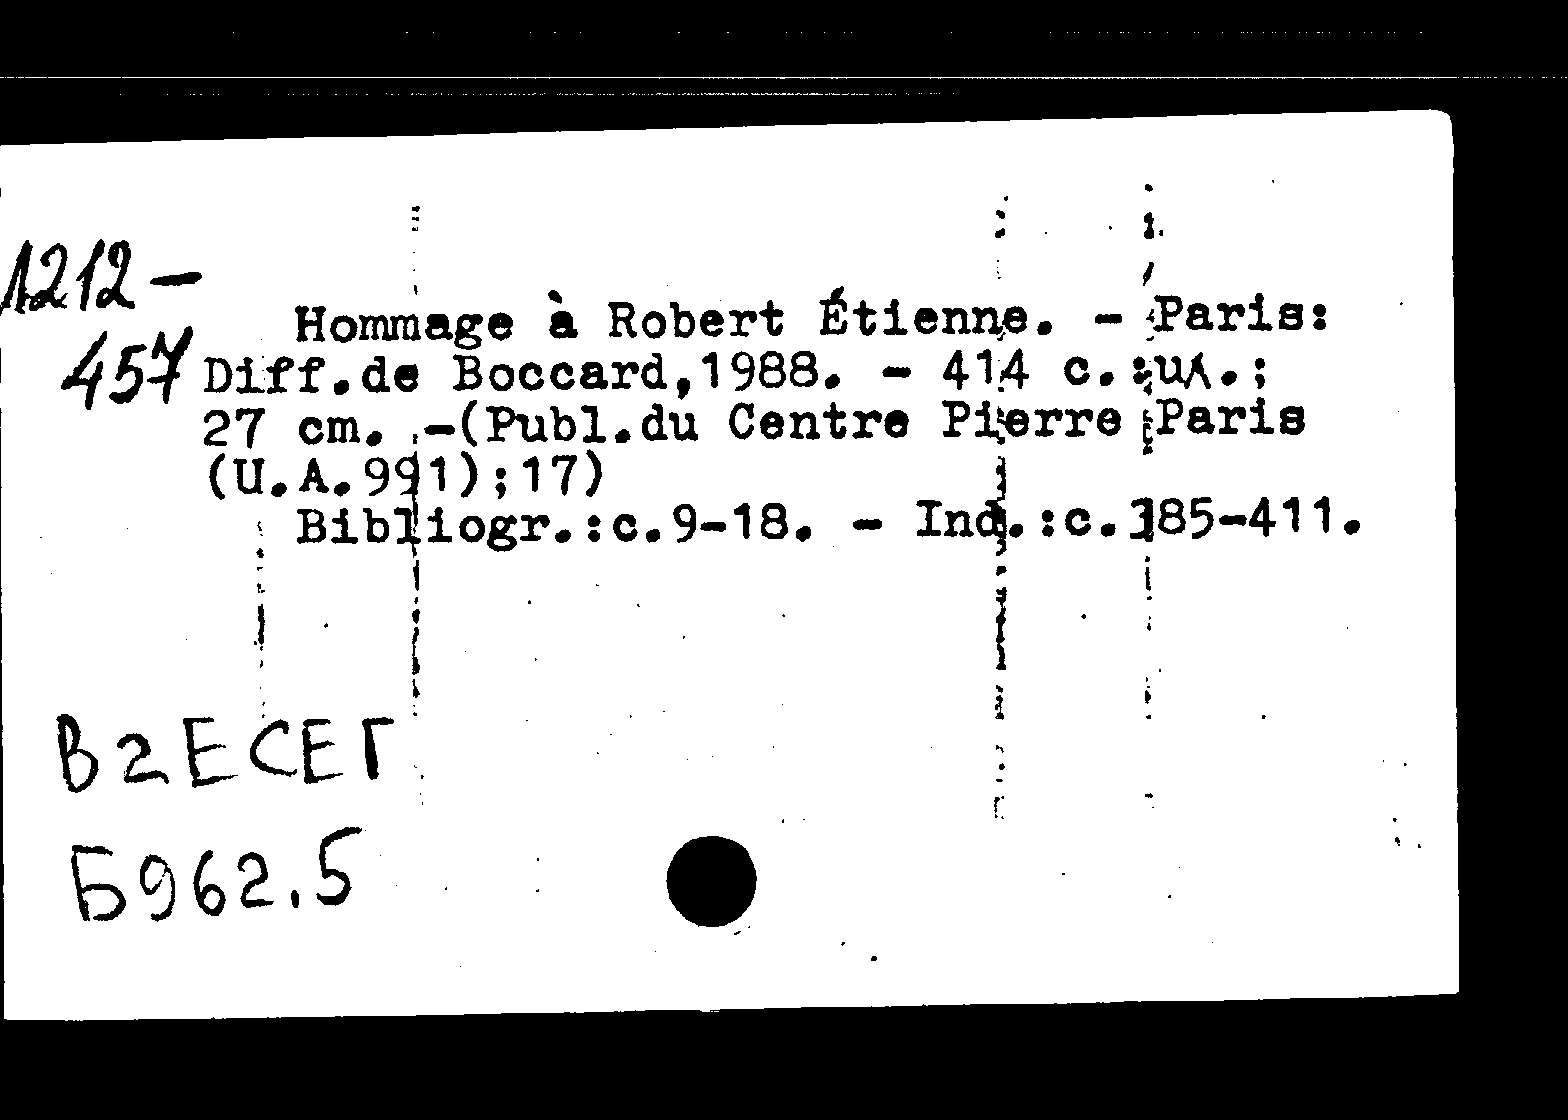 1212-
457
Hommage à Robert Étienne. - Paris:
Diff.de Boccard,1988. - 414 с.:ил.;
27 cm. -(Publ.du Centre Pierre Paris
(U.A.991);17)
Bibliogr.:с.9-18. - Ind.:с.385-411.
В2ЕСЕГ
Б962.5